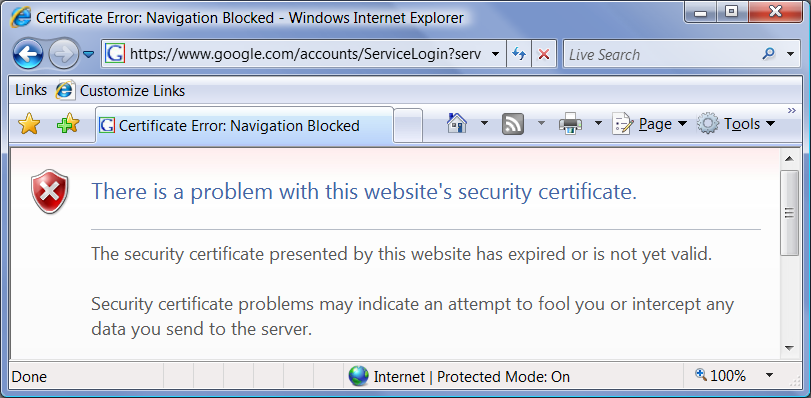 Certificate Error: Navigation Blocked - Windows Internet Explorer
https://www.google.com/accounts/ServiceLogin?serv
Live Search
Links Customize Links
Certificate Error: Navigation Blocked
Page Tools »
There is a problem with this website's security certificate.
The security certificate presented by this website has expired or is not yet valid.
Security certificate problems may indicate an attempt to fool you or intercept any
data you send to the server.
Done Internet | Protected Mode: On 100%